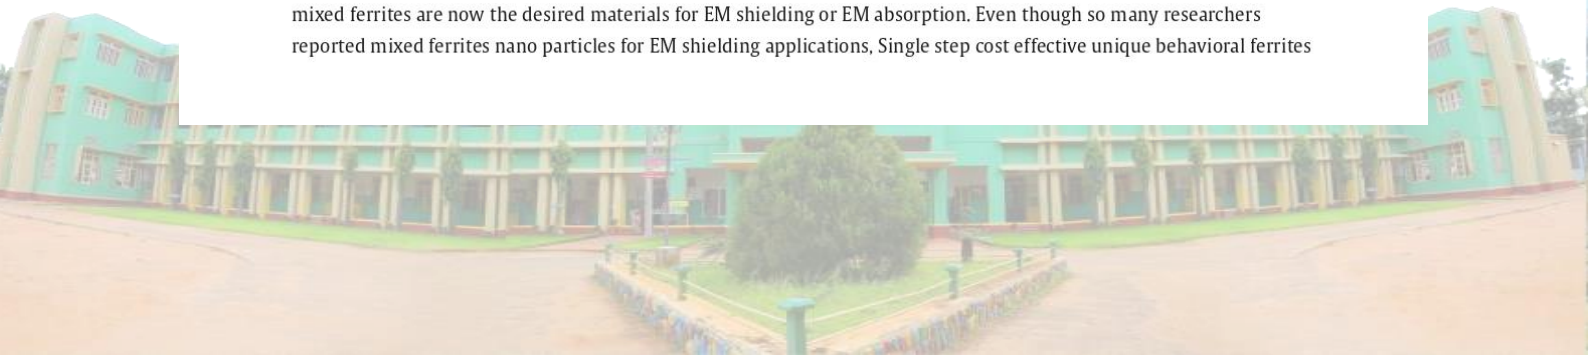 mixed ferrites are now the desired materials for EM shielding or EM absorption. Even though so many researchers
reported mixed ferrites nano particles for EM shielding applications, Single step cost effective unique behavioral ferrites